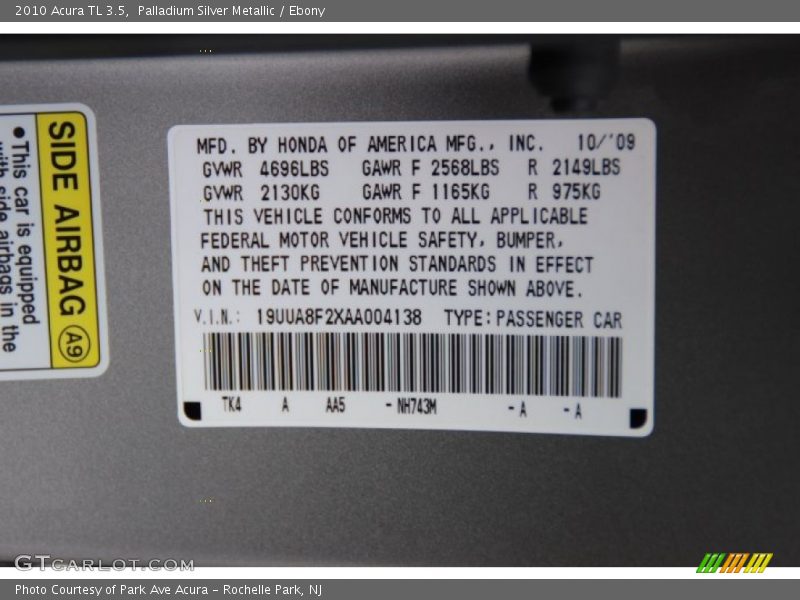 2010 Acura TL 3.5, Palladium Silver Metallic / Ebony
SIDE AIRBAG A9
●This car is equipped
with side airbags in the
MFD. BY HONDA OF AMERICA MFG., INC. 10/'09
GVWR 4696LBS GAWR F 2568LBS R 2149LBS
GVWR 2130KG GAWR F 1165KG R 975KG
THIS VEHICLE CONFORMS TO ALL APPLICABLE
FEDERAL MOTOR VEHICLE SAFETY, BUMPER,
AND THEFT PREVENTION STANDARDS IN EFFECT
ON THE DATE OF MANUFACTURE SHOWN ABOVE.
V.I.N.: 19UUA8F2XAA004138 TYPE: PASSENGER CAR
TK4 A AA5 -NH743M -A -A
GTCARLOT.COM
Photo Courtesy of Park Ave Acura - Rochelle Park, NJ